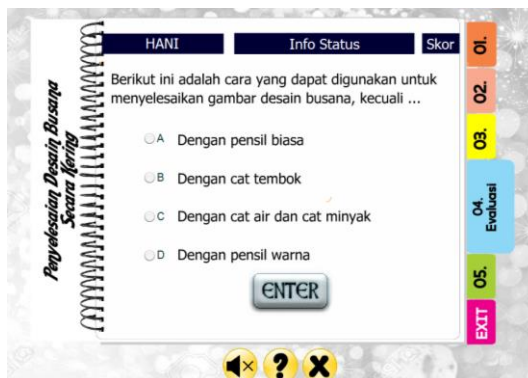 HANI
Info Status
Skor
Berikut ini adalah cara yang dapat digunakan untuk
menyelesaikan gambar desain busana, kecuali ...
A Dengan pensil biasa
B Dengan cat tembok
C Dengan cat air dan cat minyak
D Dengan pensil warna
ENTER
Penyelesaian Desain Busana
Secara Kering
01.
02.
03.
04.
Evaluasi
05.
EXIT
?
X